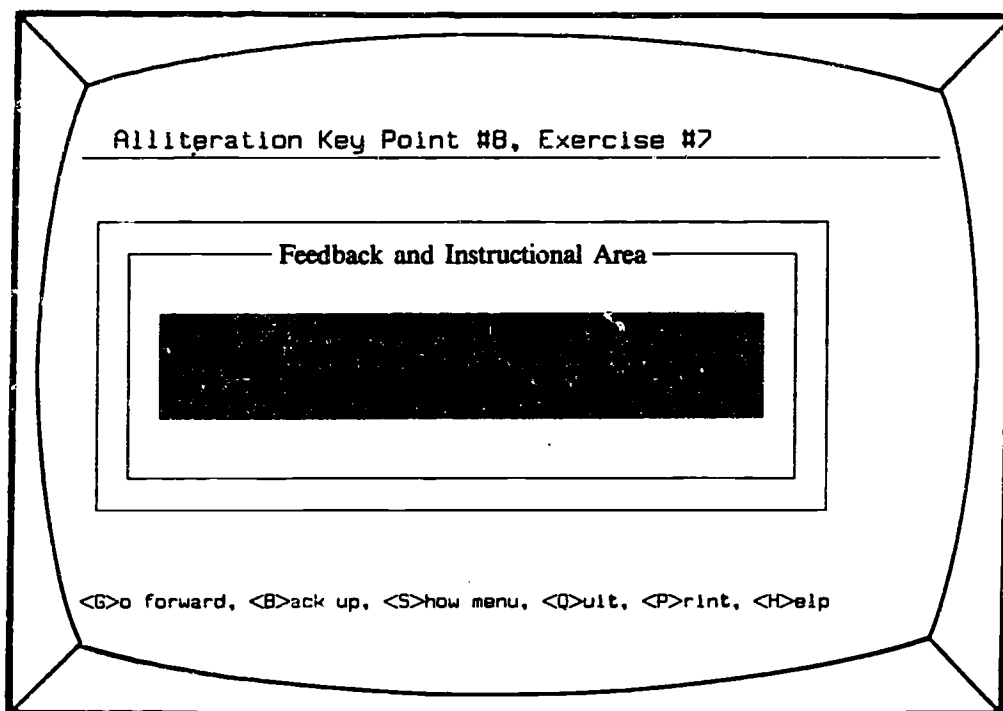 Alliteration Key Point #8, Exercise #7
Feedback and Instructional Area
<G>o forward, <B>ack up, <S>how menu, <Q>uit, <P>rint, <H>elp